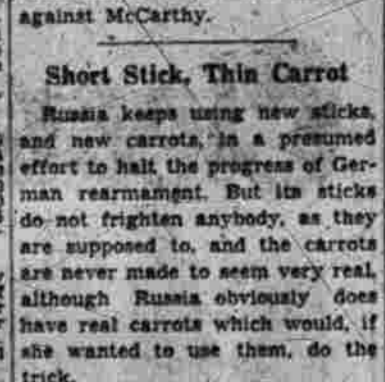 against McCarthy.
Short Stick, Thin Carrot
Russia keeps using new sticks,
and new carrots, in a presumed
effort to halt the progress of Ger-
man rearmament. But its sticks
do not frighten anybody, as they
are supposed to, and the carrots
are never made to seem very real,
although Russia obviously does
have real carrots which would, if
she wanted to use them, do the
trick.